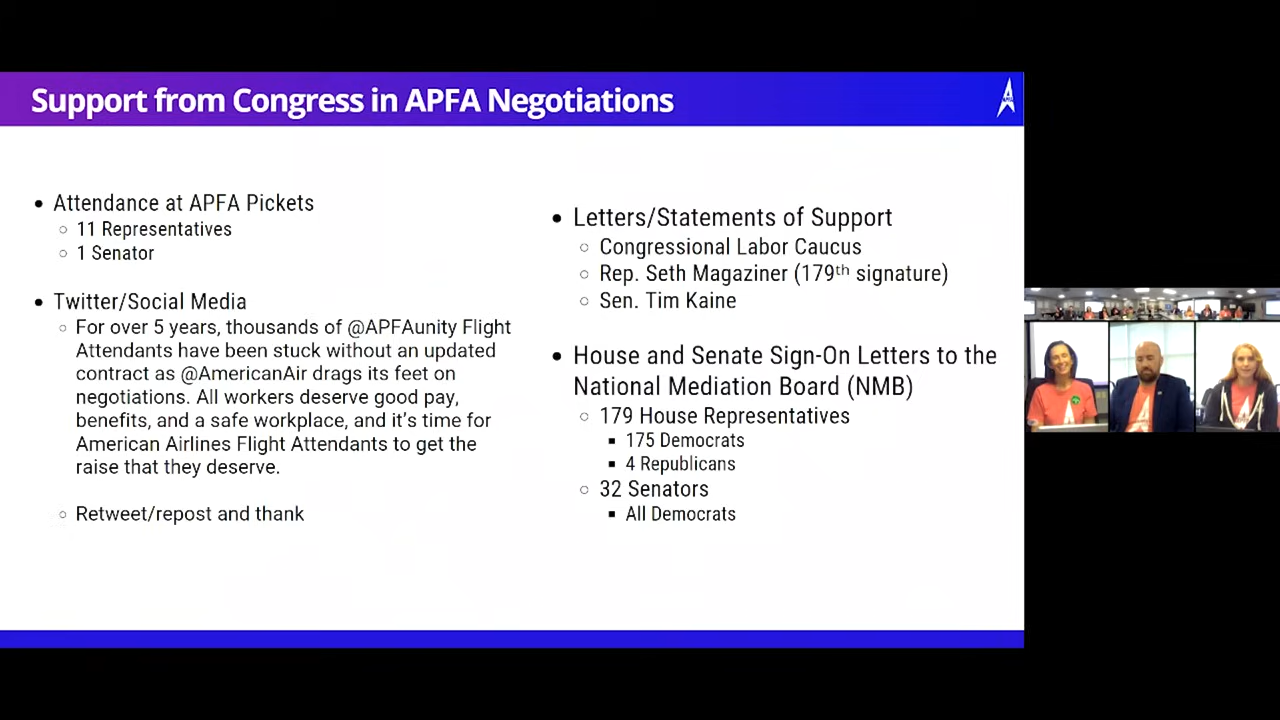 Support from Congress in APFA Negotiations
Attendance at APFA Pickets
11 Representatives
1 Senator
Twitter/Social Media
For over 5 years, thousands of @APFAunity Flight
Attendants have been stuck without an updated
contract as @AmericanAir drags its feet on
negotiations. All workers deserve good pay,
benefits, and a safe workplace, and it's time for
American Airlines Flight Attendants to get the
raise that they deserve.
Retweet/repost and thank
Letters/Statements of Support
Congressional Labor Caucus
Rep. Seth Magaziner (179th signature)
Sen. Tim Kaine
House and Senate Sign-On Letters to the
National Mediation Board (NMB)
179 House Representatives
175 Democrats
4 Republicans
32 Senators
All Democrats